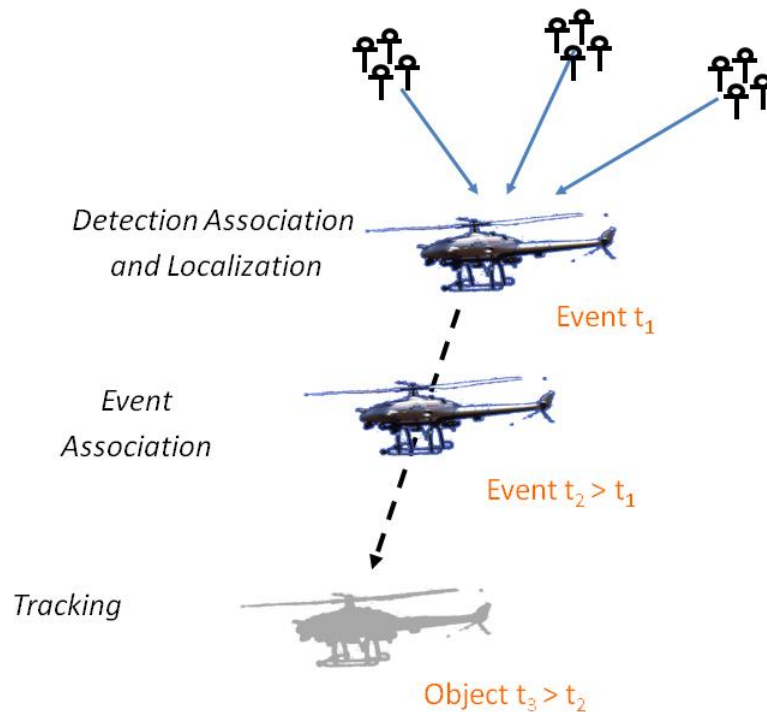 Detection Association
and Localization
Event t₁
Event
Association
Event t₂ > t₁
Tracking
Object t₃ > t₂